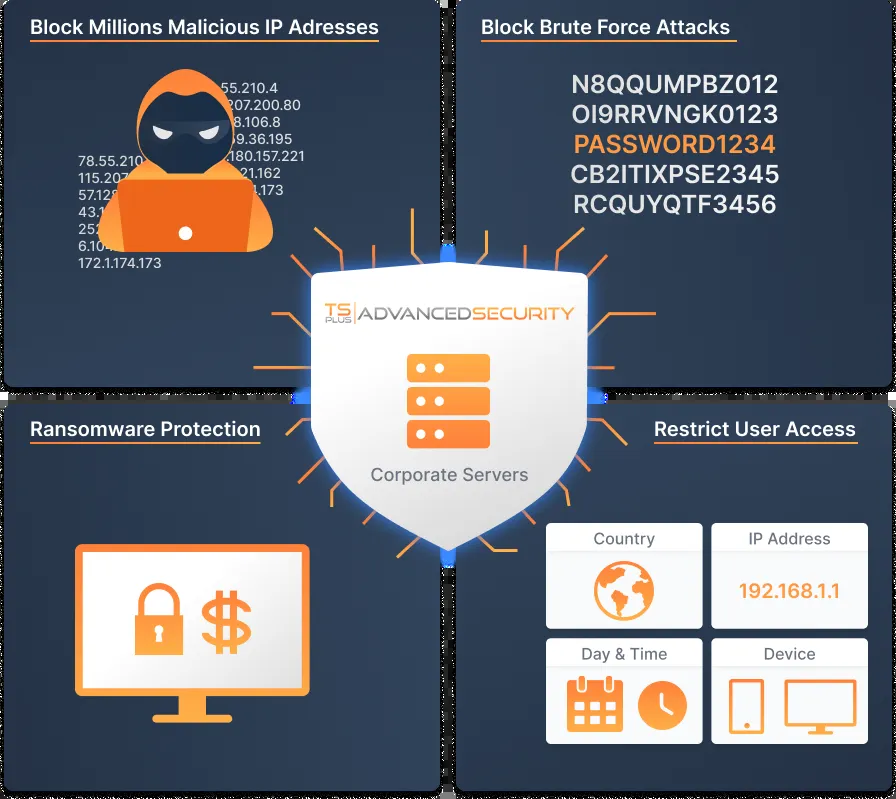 Block Millions Malicious IP Adresses
55.210.4
207.200.80
106.8
36.195
180.157.221
21.162
173
78.55.210
115.207
57.128
43.1
252
6.104
172.1.174.173
Block Brute Force Attacks
N8QQUMPBZ012
OI9RRVNGK0123
PASSWORD1234
CB2ITIXPSE2345
RCQUYQTF3456
TS PLUS ADVANCEDSECURITY
Corporate Servers
Ransomware Protection
Restrict User Access
Country
IP Address
192.168.1.1
Day & Time
Device